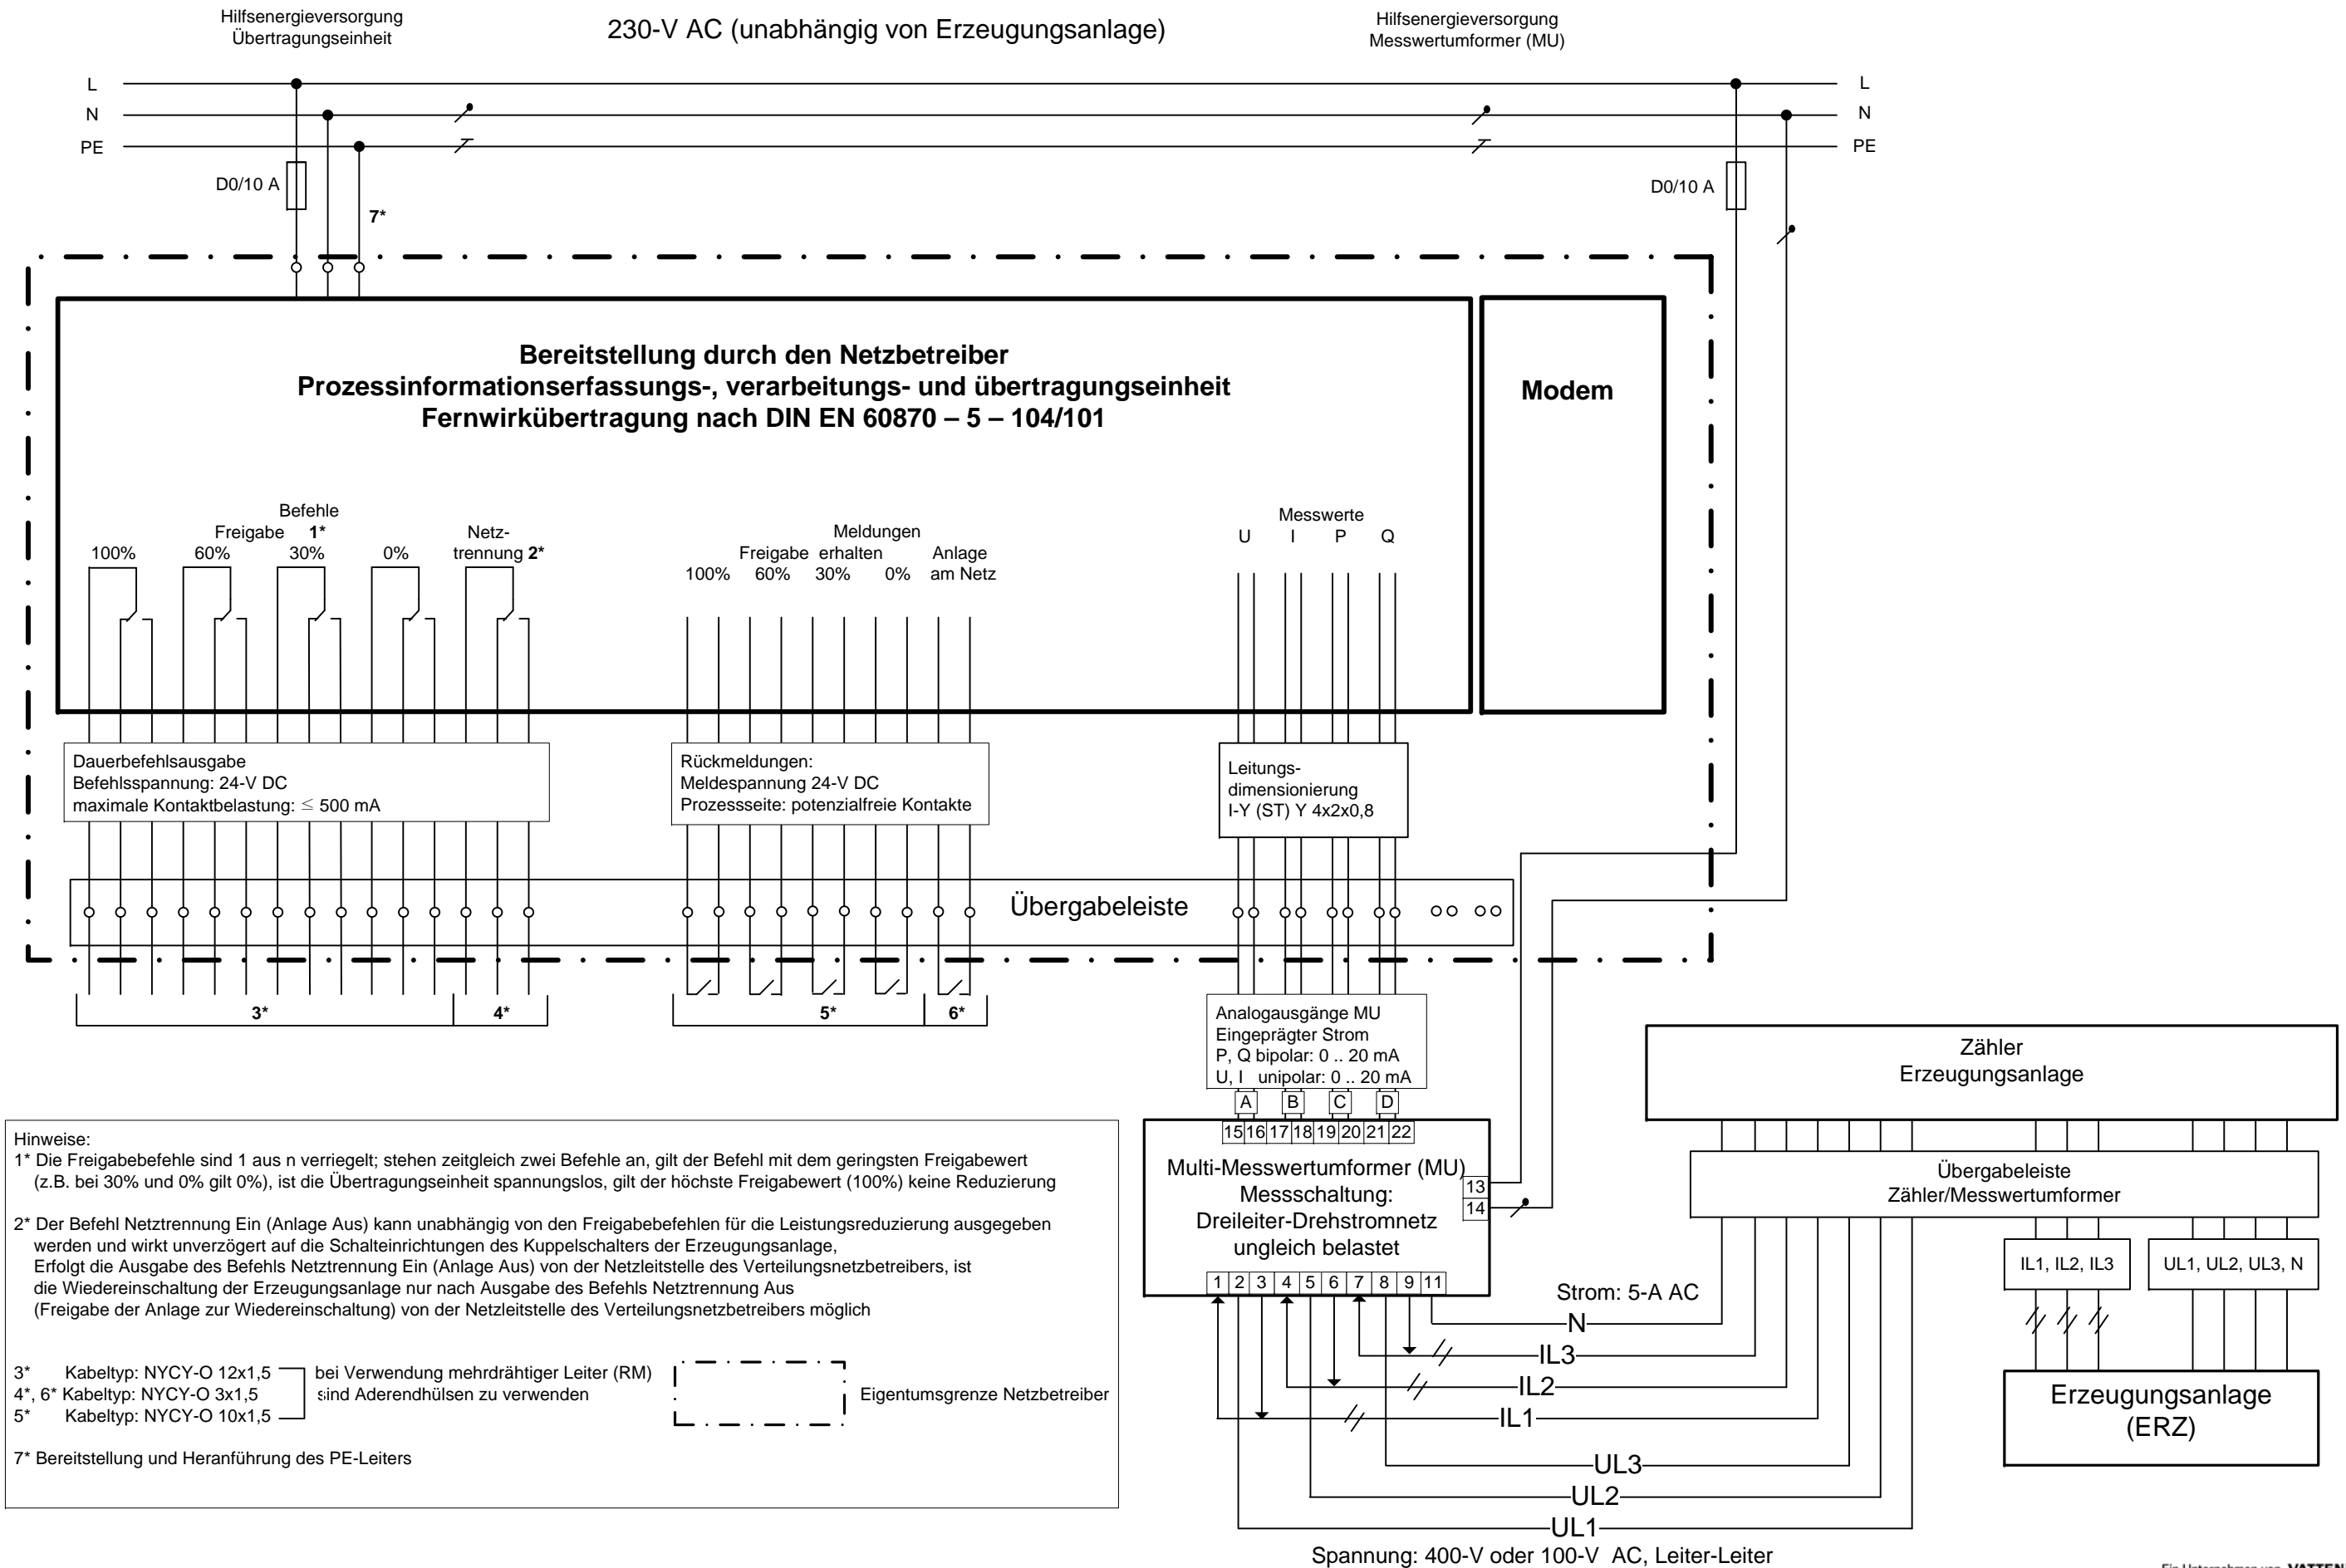 Hilfsenergieversorgung
Übertragungseinheit
230-V AC (unabhängig von Erzeugungsanlage)
Hilfsenergieversorgung
Messwertumformer (MU)
L
L
N
N
PE
PE
D0/10 A
D0/10 A
7*
Bereitstellung durch den Netzbetreiber
Prozessinformationserfassungs-, verarbeitungs- und übertragungseinheit
Fernwirkübertragung nach DIN EN 60870 – 5 – 104/101
Modem
Befehle
Freigabe 1*
100% 60% 30% 0%
Netz-
trennung 2*
Meldungen
Freigabe erhalten
100% 60% 30% 0%
Anlage
am Netz
Messwerte
U I P Q
Dauerbefehlsausgabe
Befehlsspannung: 24-V DC
maximale Kontaktbelastung: ≤ 500 mA
Rückmeldungen:
Meldespannung 24-V DC
Prozessseite: potenzialfreie Kontakte
Leitungs-
dimensionierung
I-Y (ST) Y 4x2x0,8
Übergabeleiste
3*
4*
5*
6*
Analogausgänge MU
Eingeprägter Strom
P, Q bipolar: 0 .. 20 mA
U, I unipolar: 0 .. 20 mA
A B C D
15 16 17 18 19 20 21 22
Multi-Messwertumformer (MU)
Messschaltung:
Dreileiter-Drehstromnetz
ungleich belastet
13
14
1 2 3 4 5 6 7 8 9 11
Zähler
Erzeugungsanlage
Übergabeleiste
Zähler/Messwertumformer
IL1, IL2, IL3
UL1, UL2, UL3, N
Strom: 5-A AC
N
IL3
IL2
IL1
UL3
UL2
UL1
Spannung: 400-V oder 100-V AC, Leiter-Leiter
Erzeugungsanlage
(ERZ)
Hinweise:
1* Die Freigabebefehle sind 1 aus n verriegelt; stehen zeitgleich zwei Befehle an, gilt der Befehl mit dem geringsten Freigabewert
(z.B. bei 30% und 0% gilt 0%), ist die Übertragungseinheit spannungslos, gilt der höchste Freigabewert (100%) keine Reduzierung
2* Der Befehl Netztrennung Ein (Anlage Aus) kann unabhängig von den Freigabebefehlen für die Leistungsreduzierung ausgegeben
werden und wirkt unverzögert auf die Schalteinrichtungen des Kuppelschalters der Erzeugungsanlage,
Erfolgt die Ausgabe des Befehls Netztrennung Ein (Anlage Aus) von der Netzleitstelle des Verteilungsnetzbetreibers, ist
die Wiedereinschaltung der Erzeugungsanlage nur nach Ausgabe des Befehls Netztrennung Aus
(Freigabe der Anlage zur Wiedereinschaltung) von der Netzleitstelle des Verteilungsnetzbetreibers möglich
3* Kabeltyp: NYCY-O 12x1,5
4*, 6* Kabeltyp: NYCY-O 3x1,5
5* Kabeltyp: NYCY-O 10x1,5
bei Verwendung mehrdrähtiger Leiter (RM)
sind Aderendhülsen zu verwenden
Eigentumsgrenze Netzbetreiber
7* Bereitstellung und Heranführung des PE-Leiters